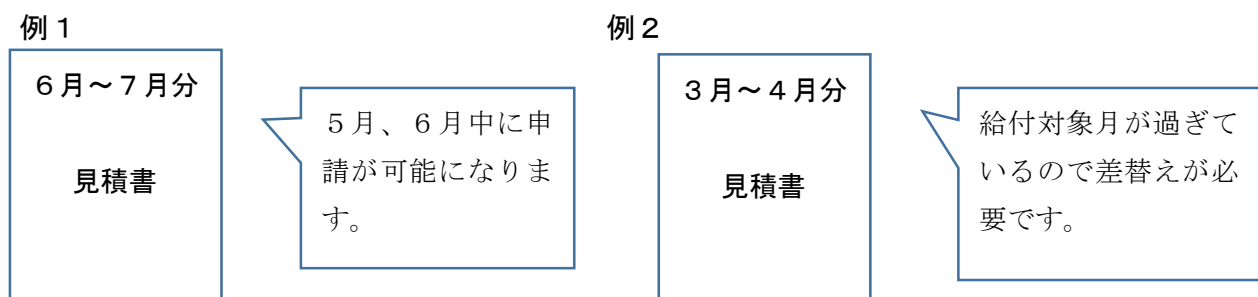 例１
６月～７月分
見積書
５月、６月中に申
請が可能になりま
す。
例２
３月～４月分
見積書
給付対象月が過ぎて
いるので差替えが必
要です。